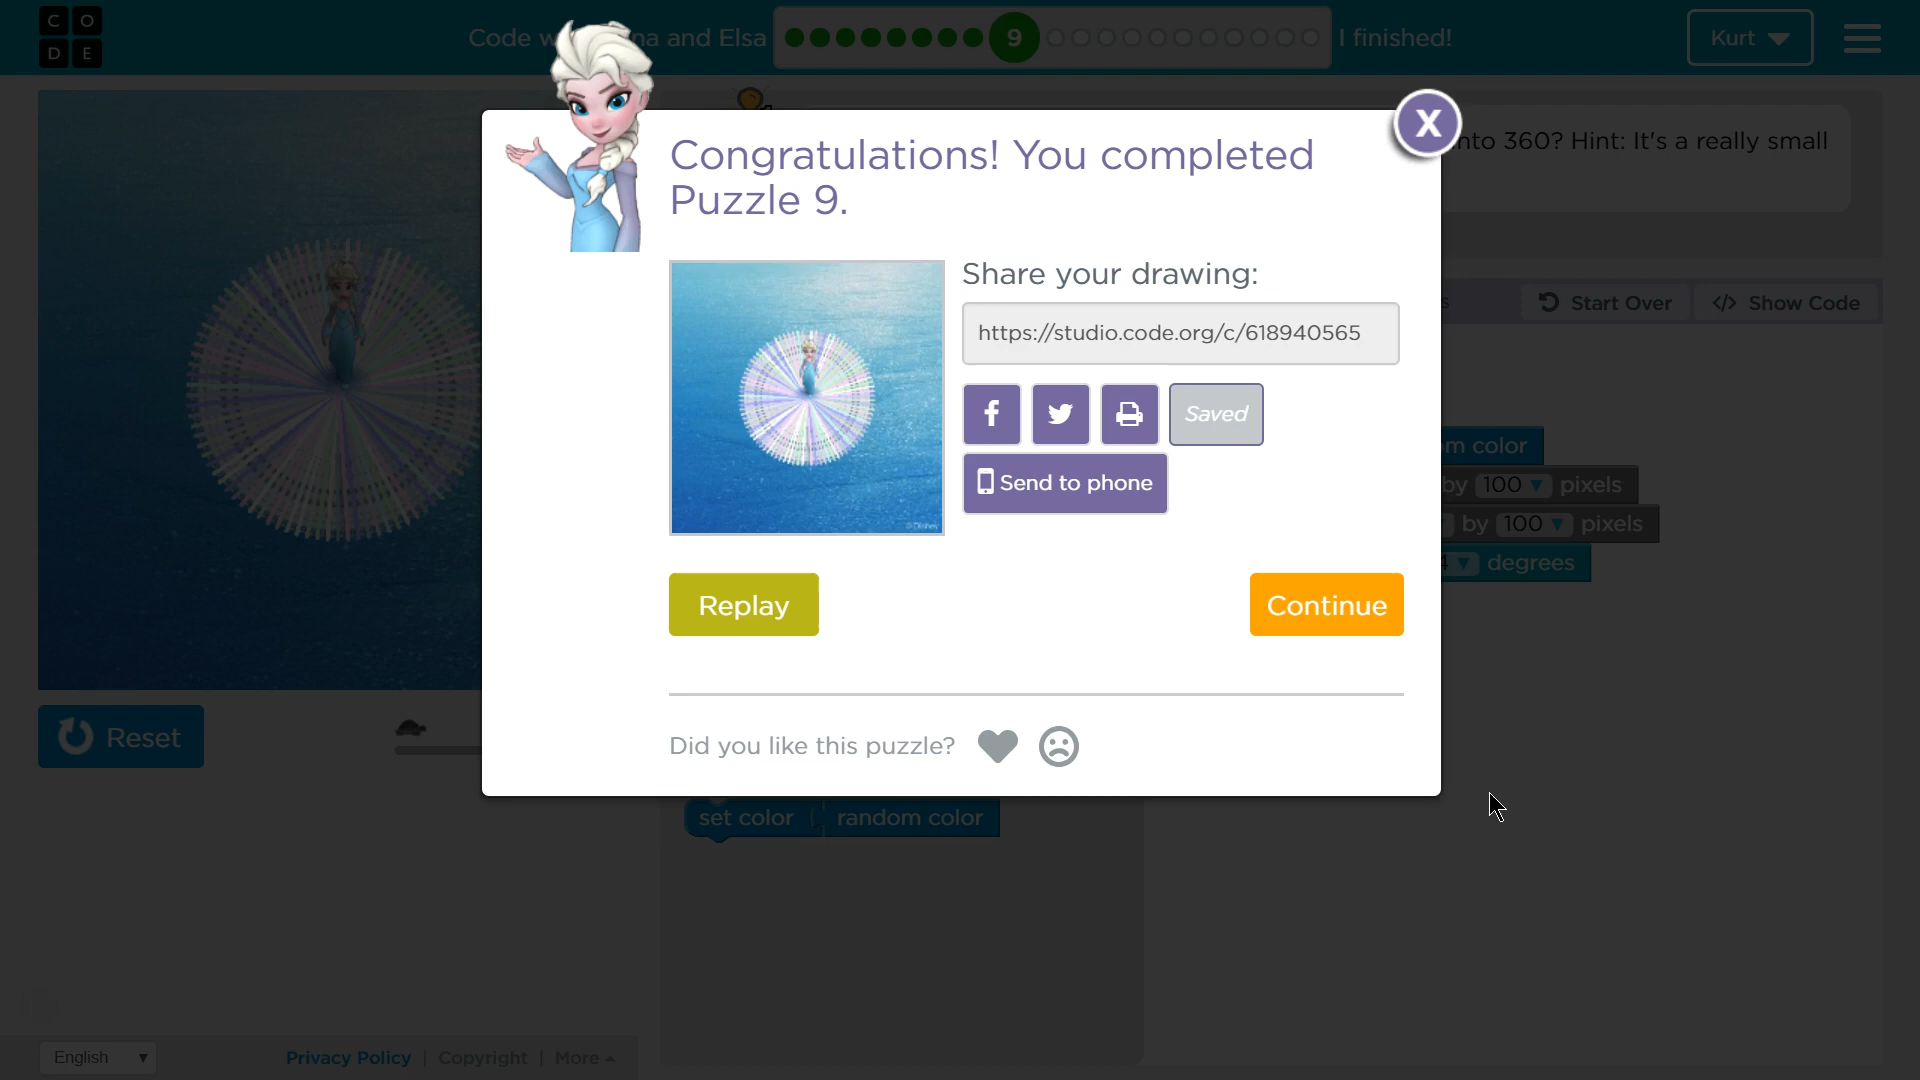 C O
D E
Code w
na and Elsa
9
I finished!
Kurt
nto 360? Hint: It's a really small
X
Congratulations! You completed
Puzzle 9.
Share your drawing:
https://studio.code.org/c/618940565
f
Saved
Send to phone
© Disney
Replay
Continue
Did you like this puzzle?
s
Start Over
</> Show Code
m color
by 100 ▼ pixels
by 100 ▼ pixels
4 ▼ degrees
Reset
set color random color
English ▼
Privacy Policy | Copyright | More